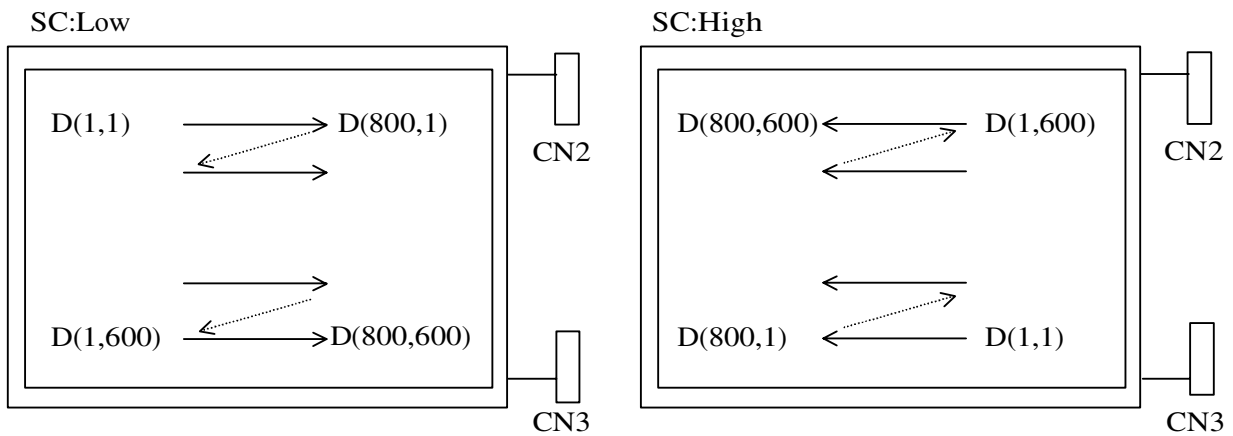 SC:Low
D(1,1)
D(800,1)
CN2
D(1,600)
D(800,600)
CN3
SC:High
D(800,600)
D(1,600)
CN2
D(800,1)
D(1,1)
CN3